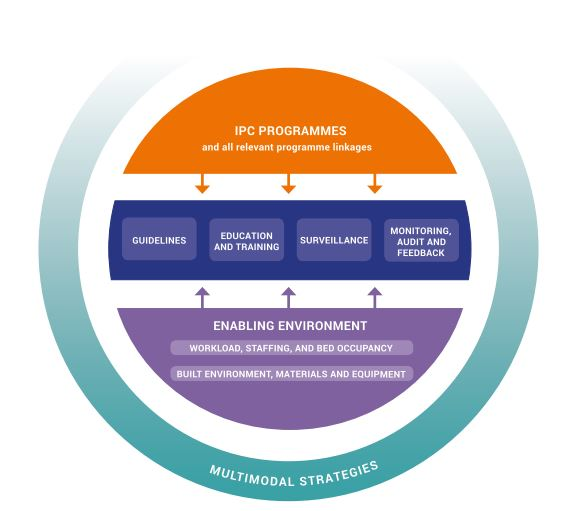 IPC PROGRAMMES
and all relevant programme linkages
GUIDELINES
EDUCATION
AND TRAINING
SURVEILLANCE
MONITORING,
AUDIT AND
FEEDBACK
ENABLING ENVIRONMENT
WORKLOAD, STAFFING, AND BED OCCUPANCY
BUILT ENVIRONMENT, MATERIALS AND EQUIPMENT
MULTIMODAL STRATEGIES